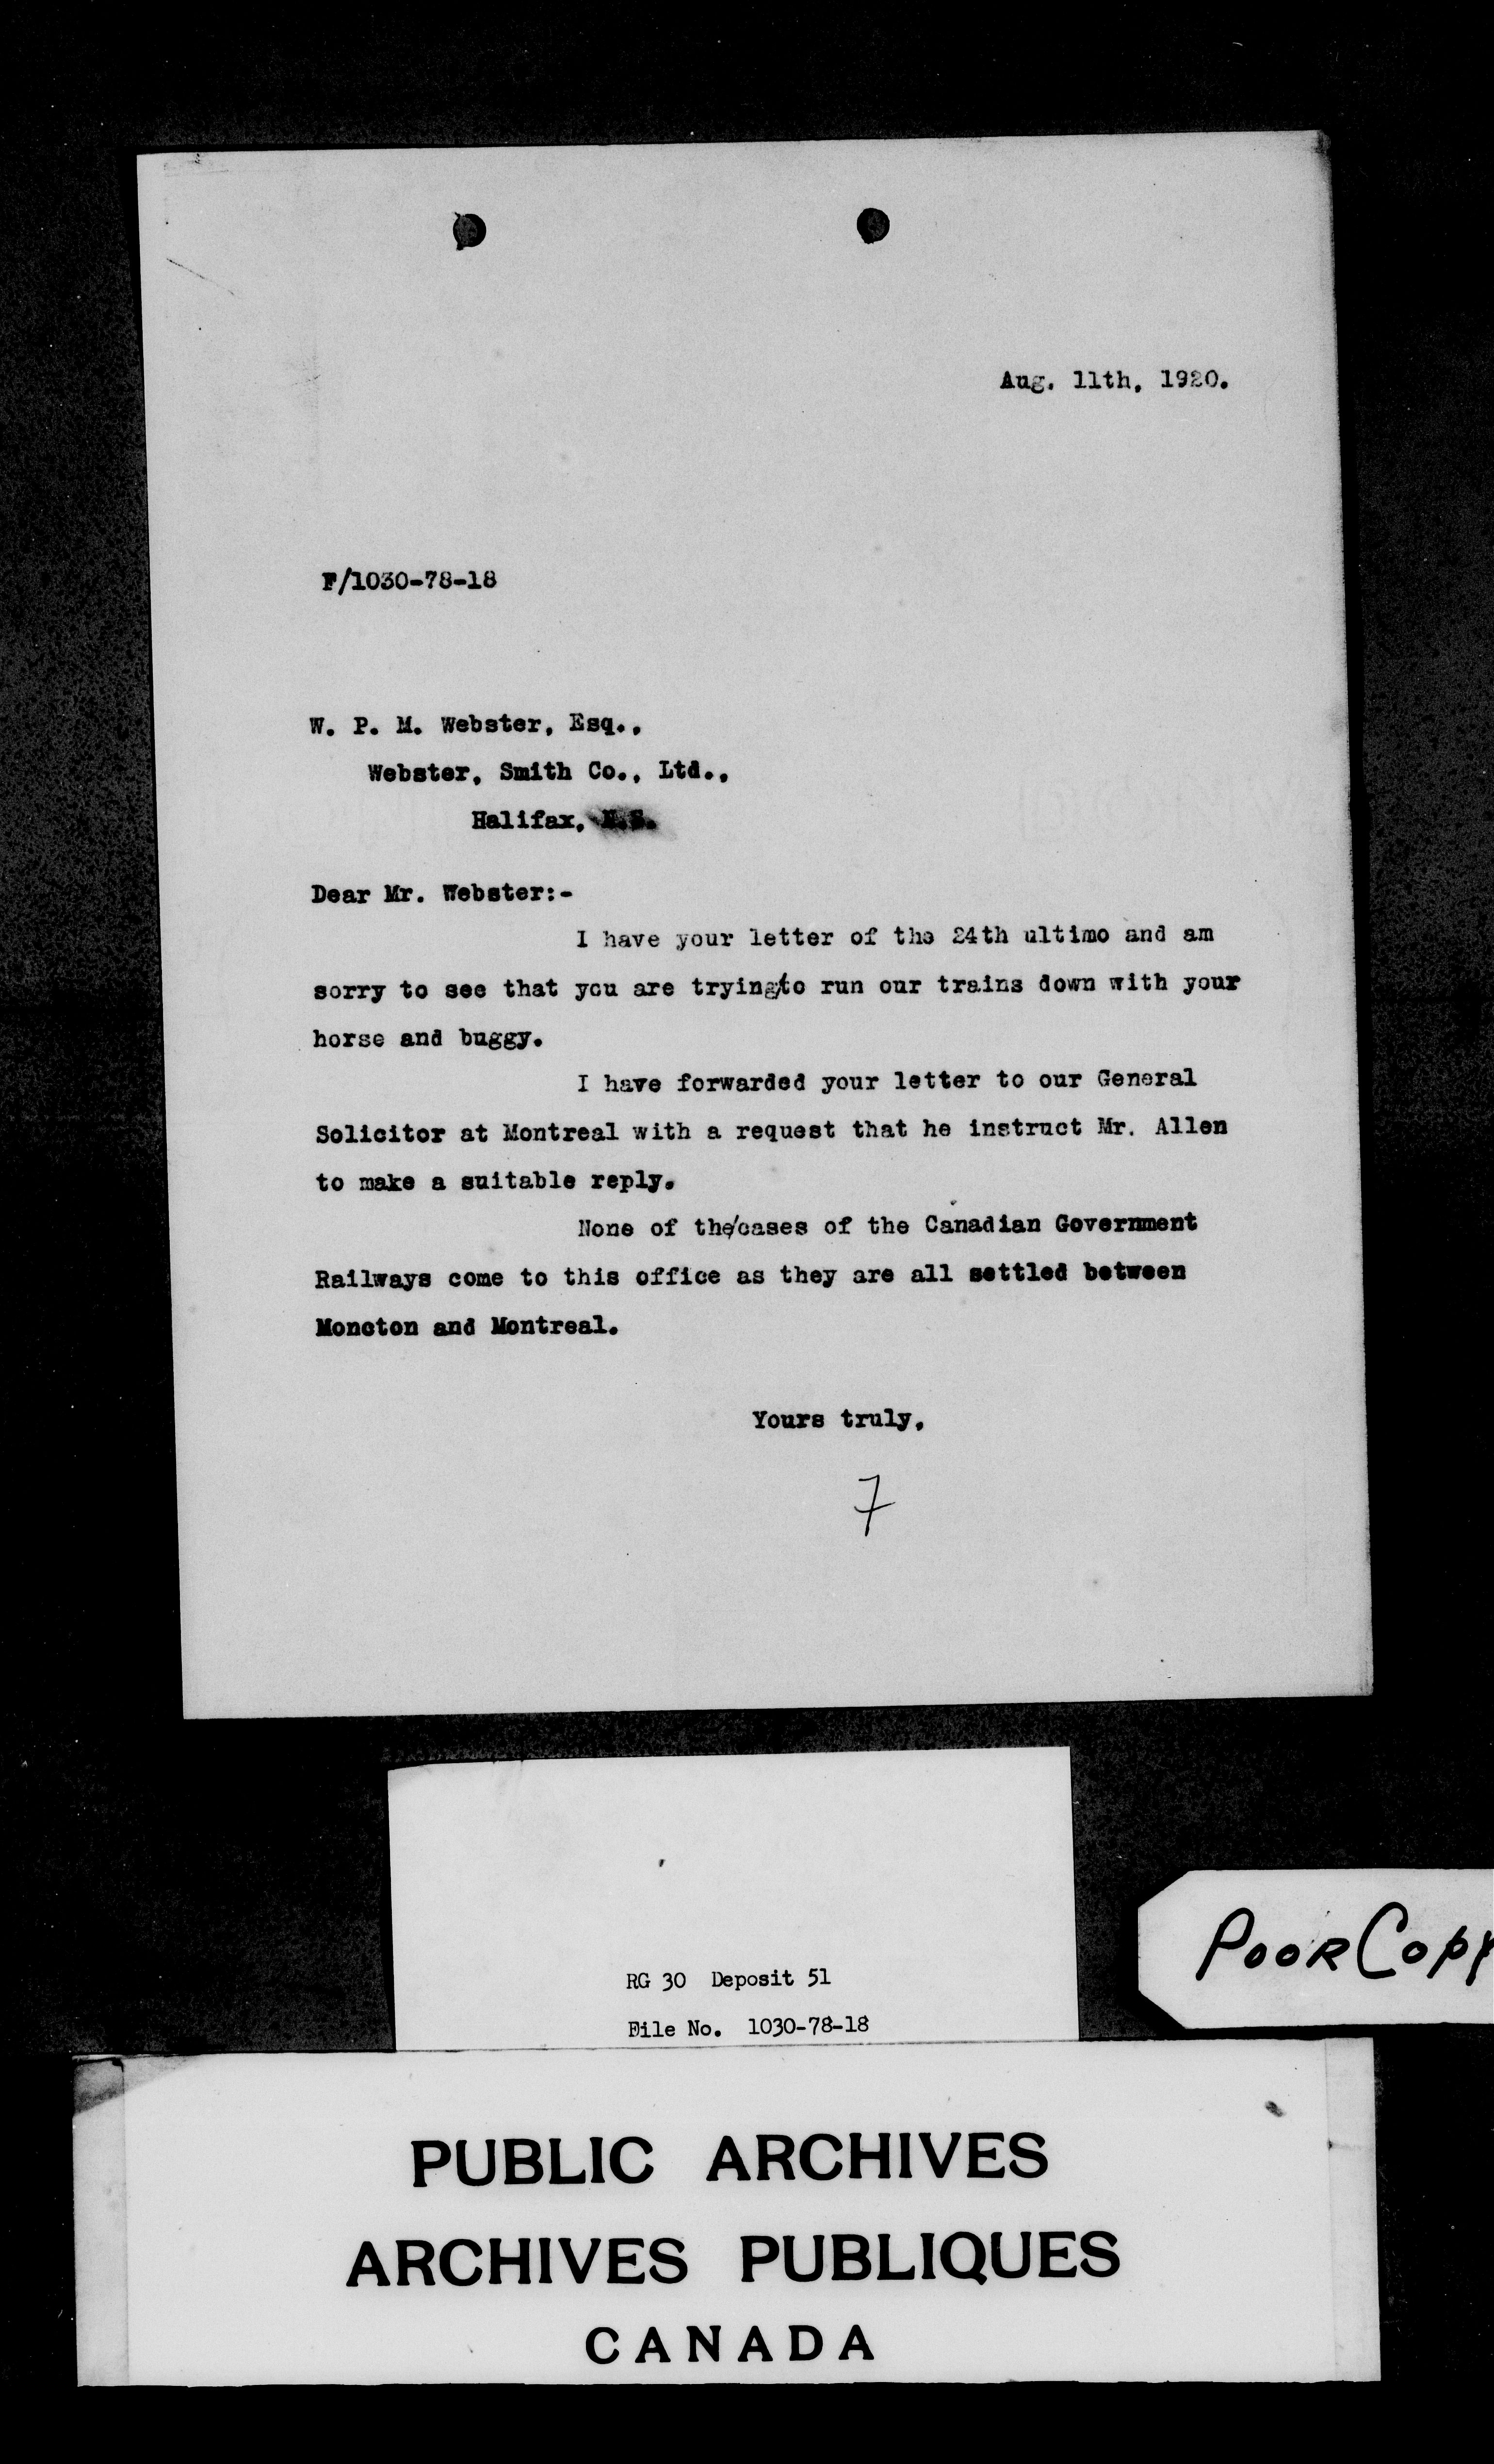 Aug. 11th, 1920.
F/1030-78-18
W. P. M. Webster, Esq.,
Webster, Smith Co., Ltd.,
Halifax, N.S.
Dear Mr. Webster:-
I have your letter of the 24th ultimo and am
sorry to see that you are trying/to run our trains down with your
horse and buggy.
I have forwarded your letter to our General
Solicitor at Montreal with a request that he instruct Mr. Allen
to make a suitable reply.
None of the/cases of the Canadian Government
Railways come to this office as they are all settled between
Moncton and Montreal.
Yours truly,
7
RG 30 Deposit 51
File No. 1030-78-18
POOR COPY
PUBLIC ARCHIVES
ARCHIVES PUBLIQUES
CANADA